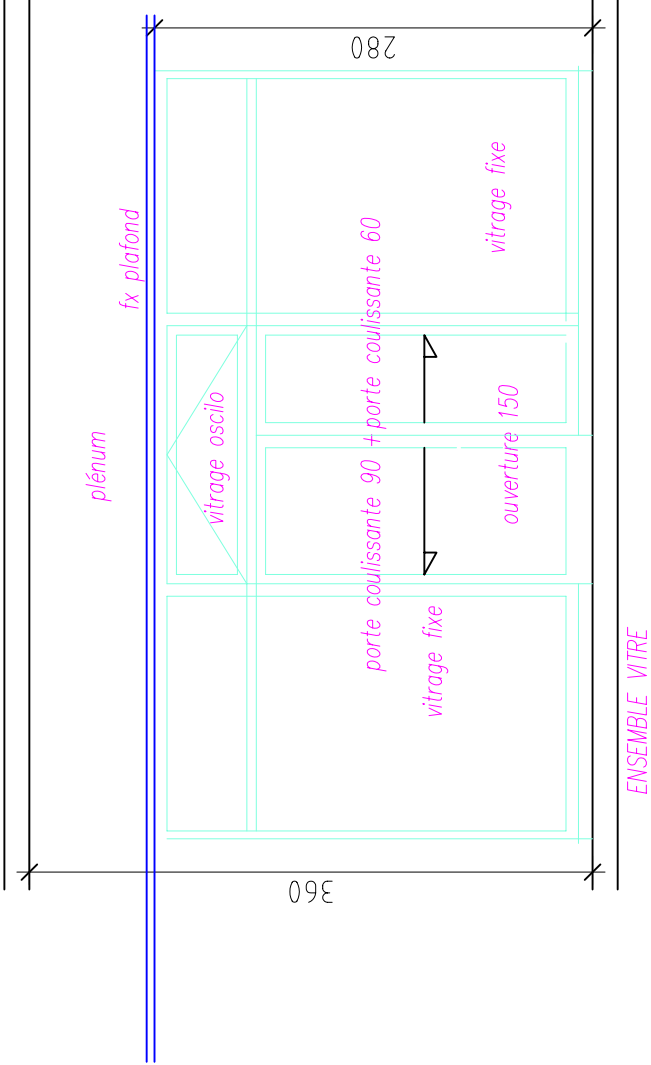 plénum
fx plafond
280
vitrage oscilo
porte coulissante 90 + porte coulissante 60
vitrage fixe
vitrage fixe
ouverture 150
360
ENSEMBLE VITRE